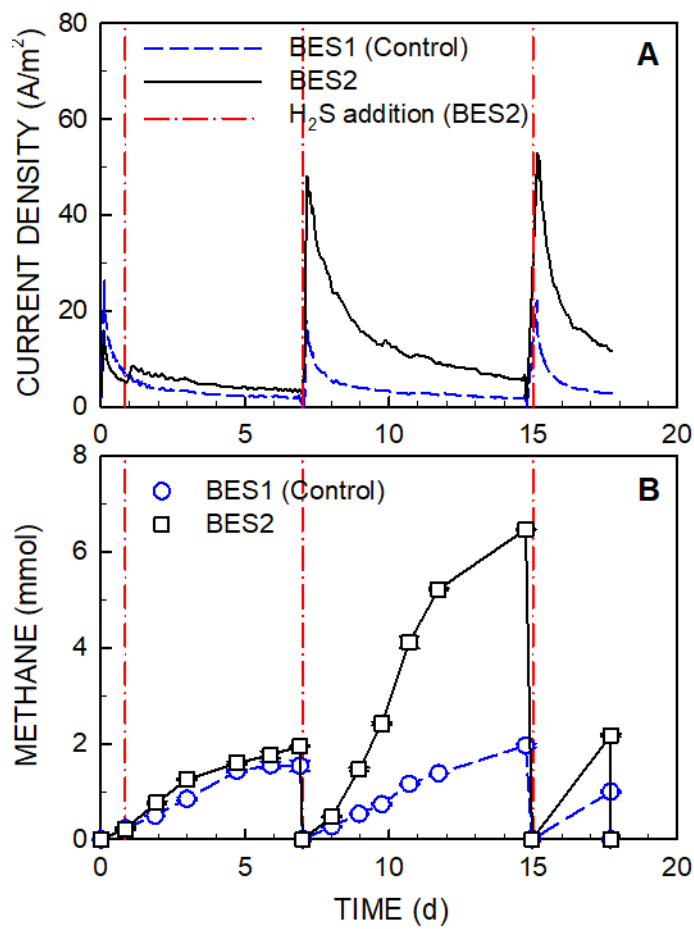 CURRENT DENSITY (A/m²)
80
60
40
20
0
BES1 (Control)
BES2
H₂S addition (BES2)
A
0
5
10
15
20
METHANE (mmol)
8
6
4
2
0
BES1 (Control)
BES2
B
0
5
10
15
20
TIME (d)